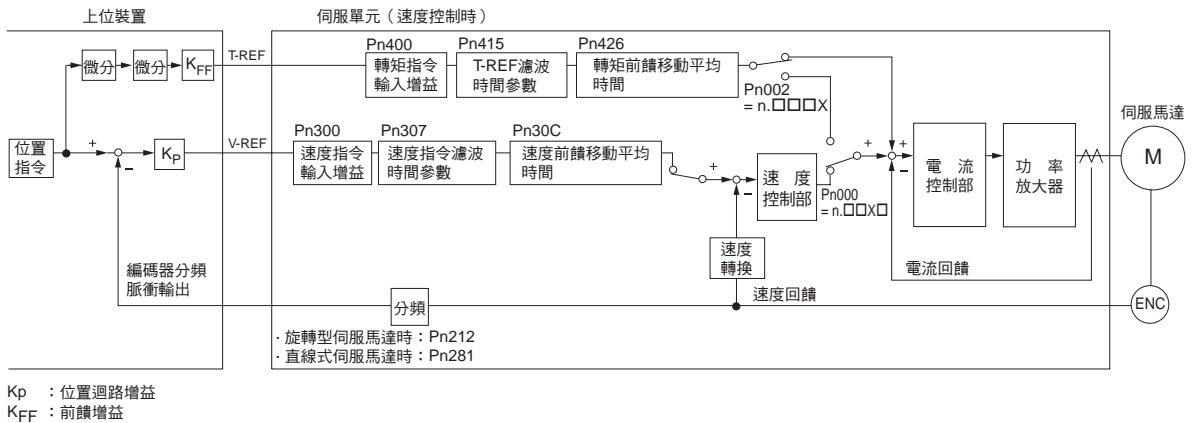 上位裝置
伺服單元（速度控制時）
Pn400
Pn415
Pn426
微分
微分
KFF
T-REF
轉矩指令
輸入增益
T-REF濾波
時間參數
轉矩前饋移動平均
時間
Pn002
= n.□□□X
伺服馬達
位置
指令
+
-
KP
V-REF
Pn300
Pn307
Pn30C
速度指令
輸入增益
速度指令濾波
時間參數
速度前饋移動平均
時間
+
-
速 度
控制部
Pn000
= n.□□X□
+
+
-
電 流
控制部
功 率
放大器
M
速度
轉換
電流回饋
編碼器分頻
脈衝輸出
分頻
速度回饋
ENC
· 旋轉型伺服馬達時：Pn212
· 直線式伺服馬達時：Pn281
Kp ：位置迴路增益
KFF ：前饋增益